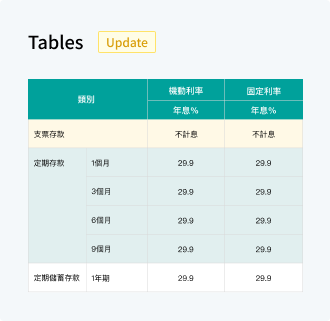 Tables Update
類別 機動利率 固定利率
年息% 年息%
支票存款 不計息 不計息
定期存款 1個月 29.9 29.9
3個月 29.9 29.9
6個月 29.9 29.9
9個月 29.9 29.9
定期儲蓄存款 1年期 29.9 29.9